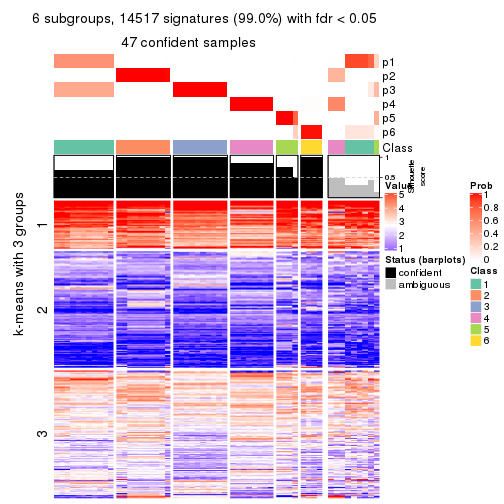 6 subgroups, 14517 signatures (99.0%) with fdr < 0.05
47 confident samples
p1
p2
p3
p4
p5
p6
Class
1
0.5
0
Silhouette
score
k-means with 3 groups
1
2
3
Value
5
4
3
2
1
Status (barplots)
confident
ambiguous
Prob
1
0.8
0.6
0.4
0.2
0
Class
1
2
3
4
5
6